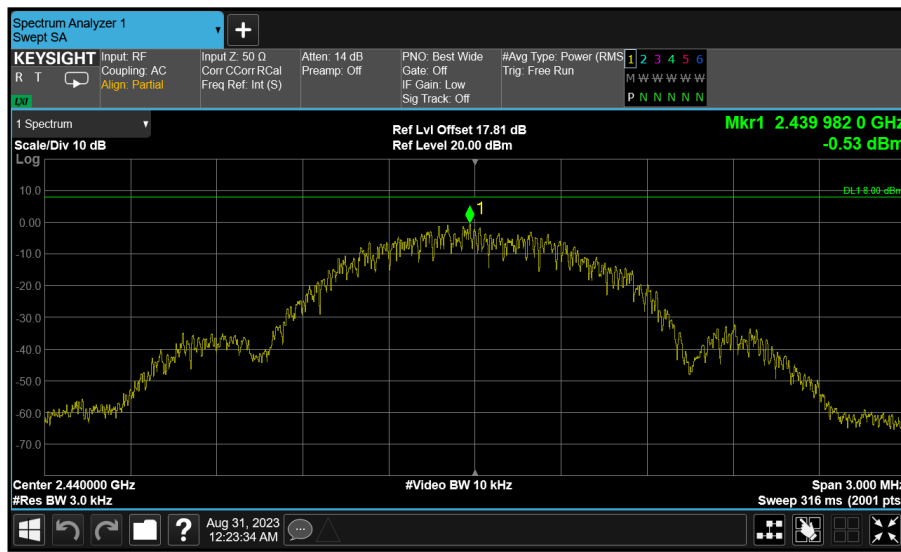 Spectrum Analyzer 1
Swept SA
KEYSIGHT
R T
LXI
Input: RF
Coupling: AC
Align: Partial
Input Z: 50 Ω
Corr CCorr RCal
Freq Ref: Int (S)
Atten: 14 dB
Preamp: Off
PNO: Best Wide
Gate: Off
IF Gain: Low
Sig Track: Off
#Avg Type: Power (RMS
Trig: Free Run
1 2 3 4 5 6
M W W W W W
P N N N N N
1 Spectrum
Scale/Div 10 dB
Ref Lvl Offset 17.81 dB
Ref Level 20.00 dBm
Mkr1 2.439 982 0 GHz
-0.53 dBm
Log
10.0
DL1 8.00 dBm
1
0.00
-10.0
-20.0
-30.0
-40.0
-50.0
-60.0
-70.0
Center 2.440000 GHz
#Video BW 10 kHz
Span 3.000 MHz
#Res BW 3.0 kHz
Sweep 316 ms (2001 pts
?
Aug 31, 2023
12:23:34 AM